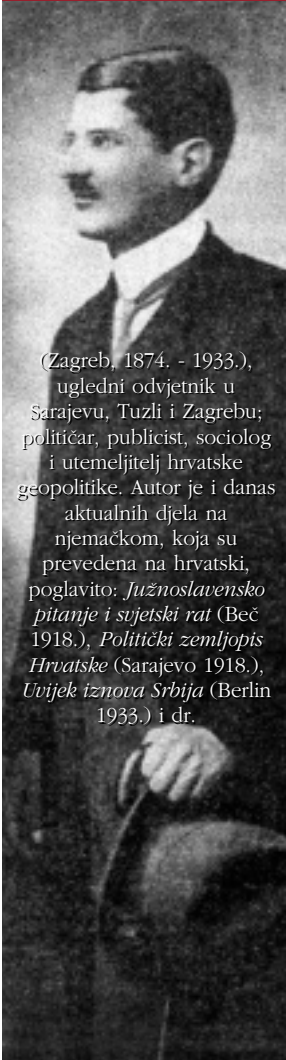 (Zagreb, 1874. - 1933.),
ugledni odvjetnik u
Sarajevu, Tuzli i Zagrebu;
političar, publicist, sociolog
i utemeljitelj hrvatske
geopolitike. Autor je i danas
aktualnih djela na
njemačkom, koja su
prevedena na hrvatski,
poglavito: Južnoslavensko
pitanje i svjetski rat (Beč
1918.), Politički zemljopis
Hrvatske (Sarajevo 1918.),
Uvijek iznova Srbija (Berlin
1933.) i dr.